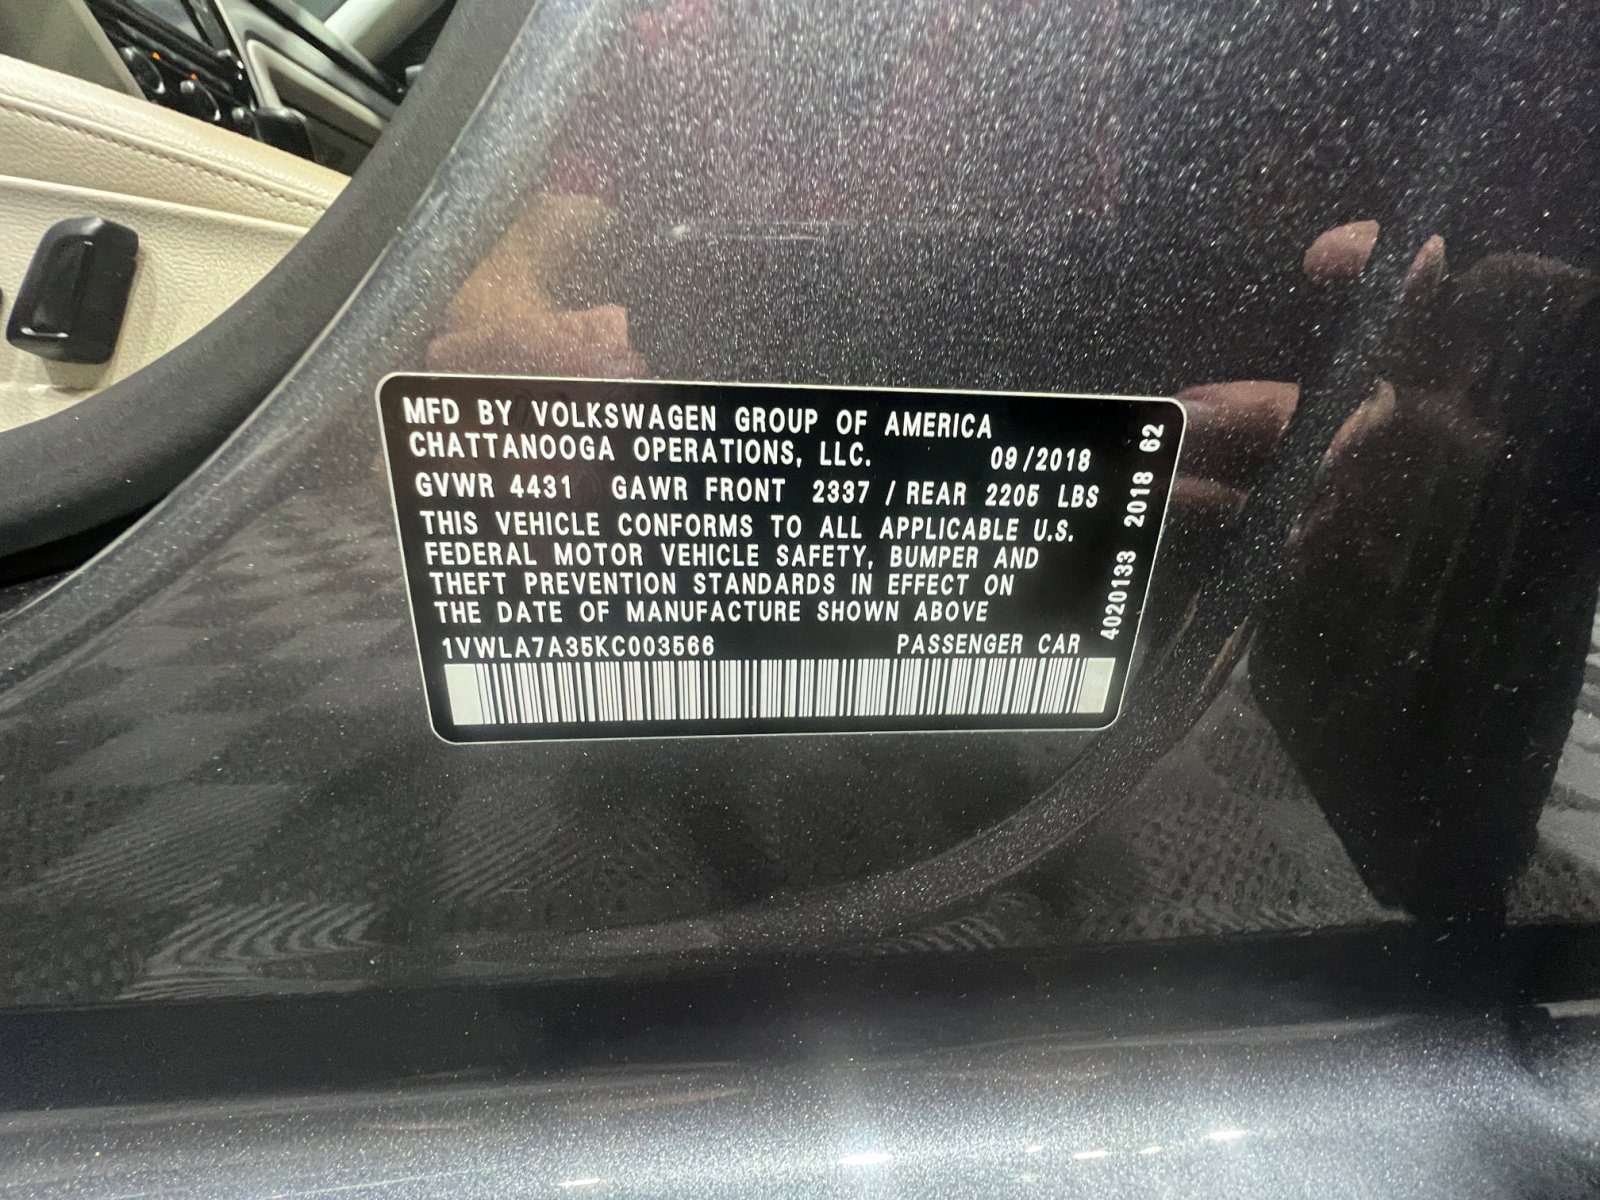 MFD BY VOLKSWAGEN GROUP OF AMERICA
CHATTANOOGA OPERATIONS, LLC. 09/2018
GVWR 4431 GAWR FRONT 2337 / REAR 2205 LBS
THIS VEHICLE CONFORMS TO ALL APPLICABLE U.S.
FEDERAL MOTOR VEHICLE SAFETY, BUMPER AND
THEFT PREVENTION STANDARDS IN EFFECT ON
THE DATE OF MANUFACTURE SHOWN ABOVE
1VWLA7A35KC003566 PASSENGER CAR
4020133 2018 62